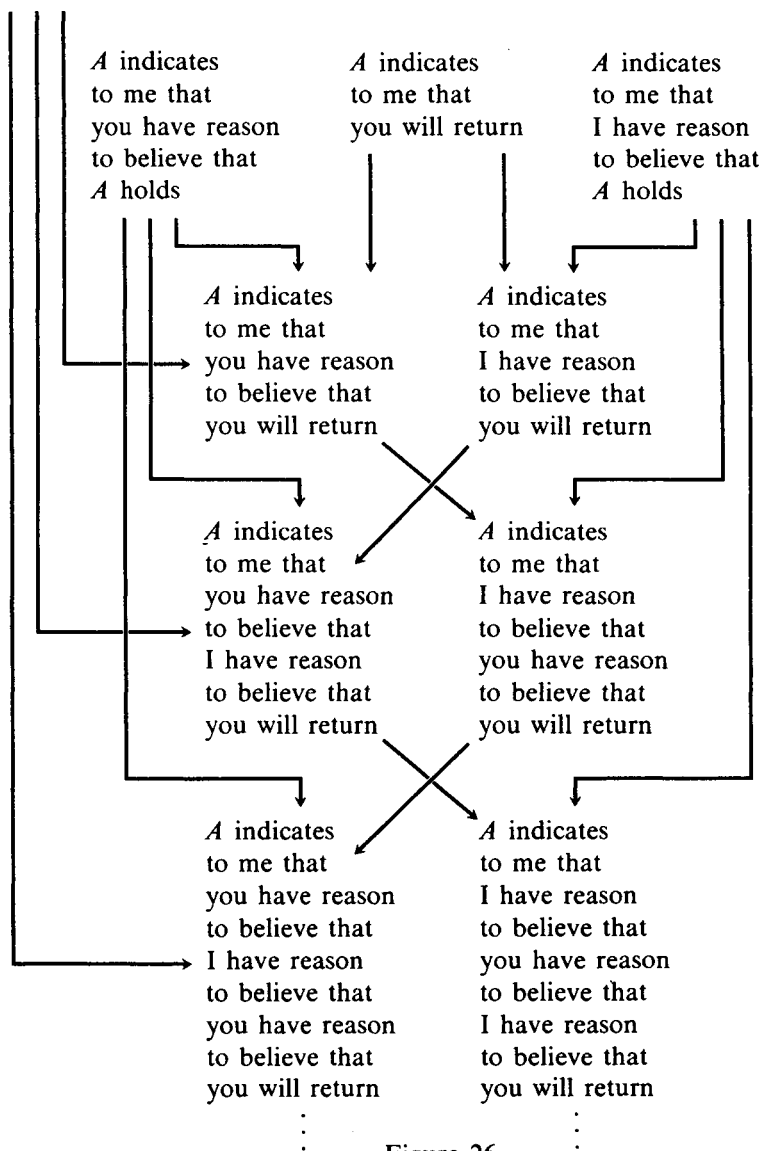 A indicates
to me that
you have reason
to believe that
A holds
A indicates
to me that
you will return
A indicates
to me that
I have reason
to believe that
A holds
A indicates
to me that
you have reason
to believe that
you will return
A indicates
to me that
I have reason
to believe that
you will return
A indicates
to me that
you have reason
to believe that
I have reason
to believe that
you will return
A indicates
to me that
I have reason
to believe that
you have reason
to believe that
you will return
A indicates
to me that
you have reason
to believe that
I have reason
to believe that
you have reason
to believe that
you will return
A indicates
to me that
I have reason
to believe that
you have reason
to believe that
I have reason
to believe that
you will return
Figure 26